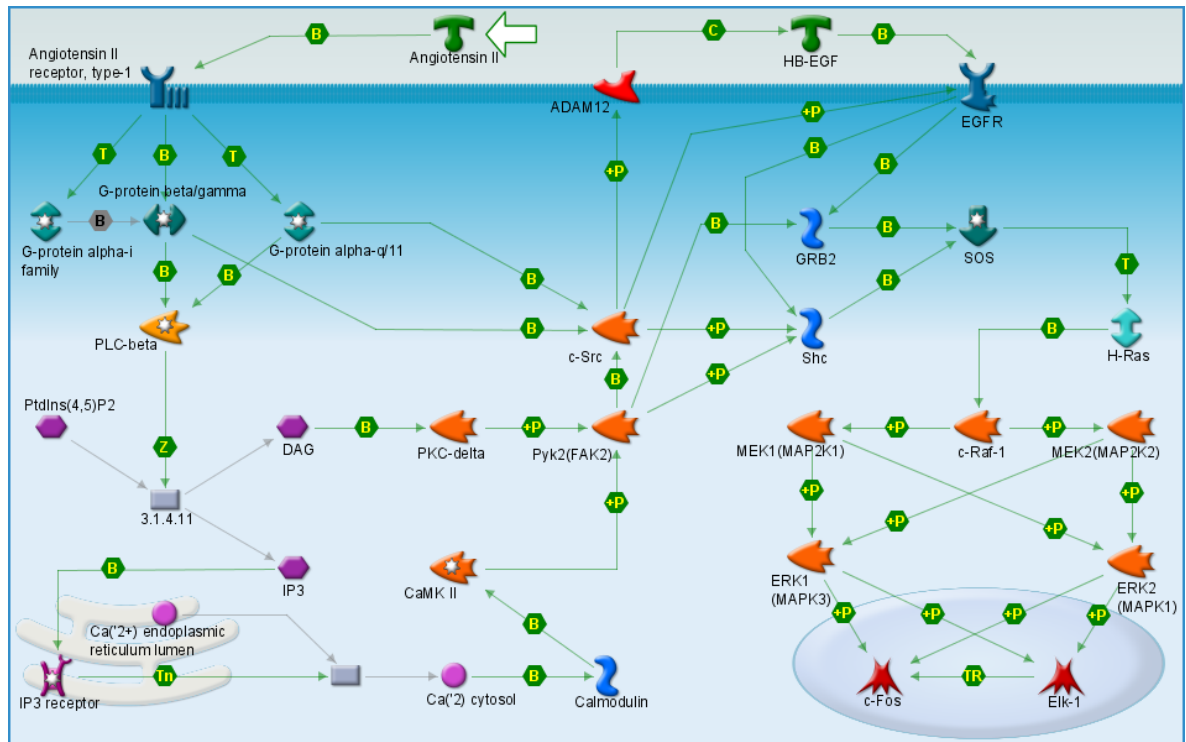 B
Angiotensin II
C
HB-EGF
B
Angiotensin II
receptor, type-1
ADAM12
+P
EGFR
T
B
T
B
B
+P
G-protein beta/gamma
B
B
G-protein alpha-i
family
G-protein alpha-q/11
B
GRB2
B
SOS
B
B
B
B
T
PLC-beta
B
c-Src
+P
Shc
B
H-Ras
B
+P
PtdIns(4,5)P2
Z
DAG
B
PKC-delta
+P
Pyk2(FAK2)
MEK1(MAP2K1)
+P
c-Raf-1
+P
MEK2(MAP2K2)
3.1.4.11
+P
+P
+P
+P
+P
B
IP3
CaMK II
ERK1
(MAPK3)
ERK2
(MAPK1)
Ca('2+) endoplasmic
reticulum lumen
B
+P
+P
+P
+P
IP3 receptor
Tn
Ca('2) cytosol
B
Calmodulin
c-Fos
TR
Elk-1